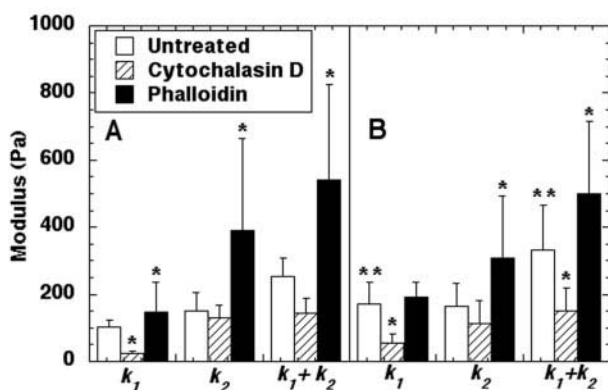 1000
800
600
400
200
0
Modulus (Pa)
Untreated
Cytochalasin D
Phalloidin
A
B
* * * *
** * * ** * *
k₁ k₂ k₁+ k₂ k₁ k₂ k₁+k₂